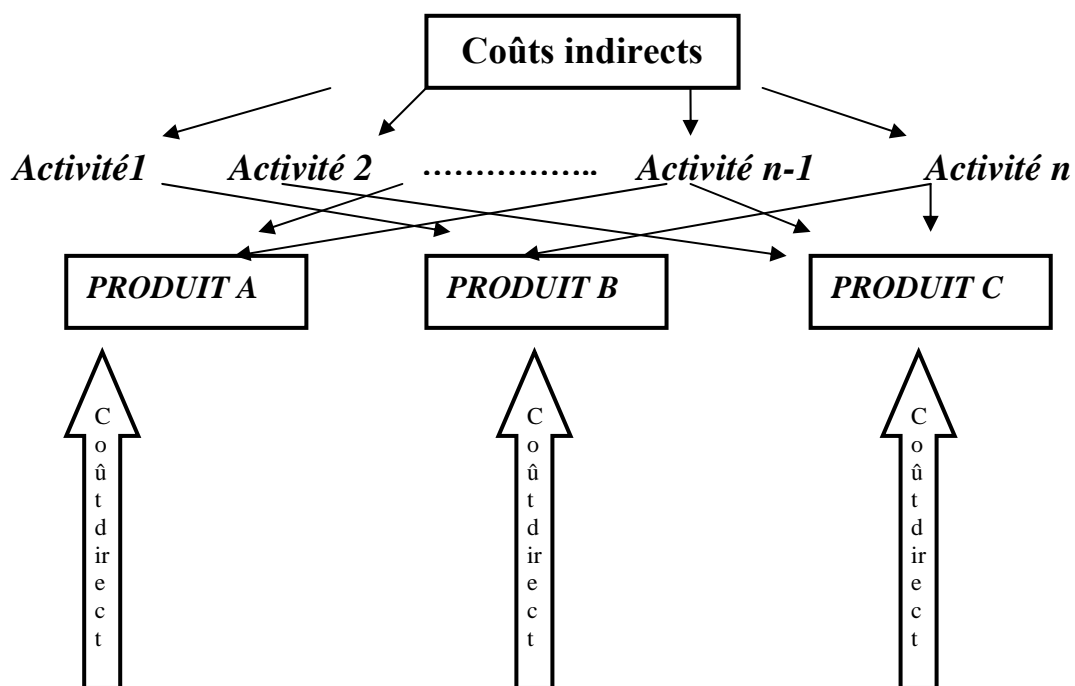 Coûts indirects
Activité1 Activité 2 ……………….. Activité n-1 Activité n
PRODUIT A PRODUIT B PRODUIT C
Coût direct Coût direct Coût direct